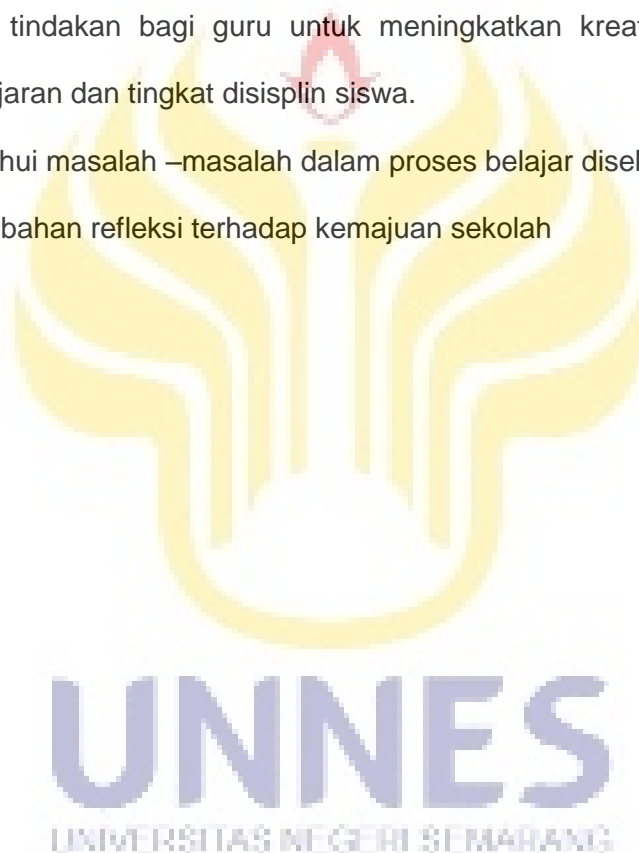 tindakan bagi guru untuk meningkatkan kreat
jaran dan tingkat disisplin siswa.
hui masalah –masalah dalam proses belajar disel
bahan refleksi terhadap kemajuan sekolah
UNNES
UNIVERSITAS NEGERI SEMARANG